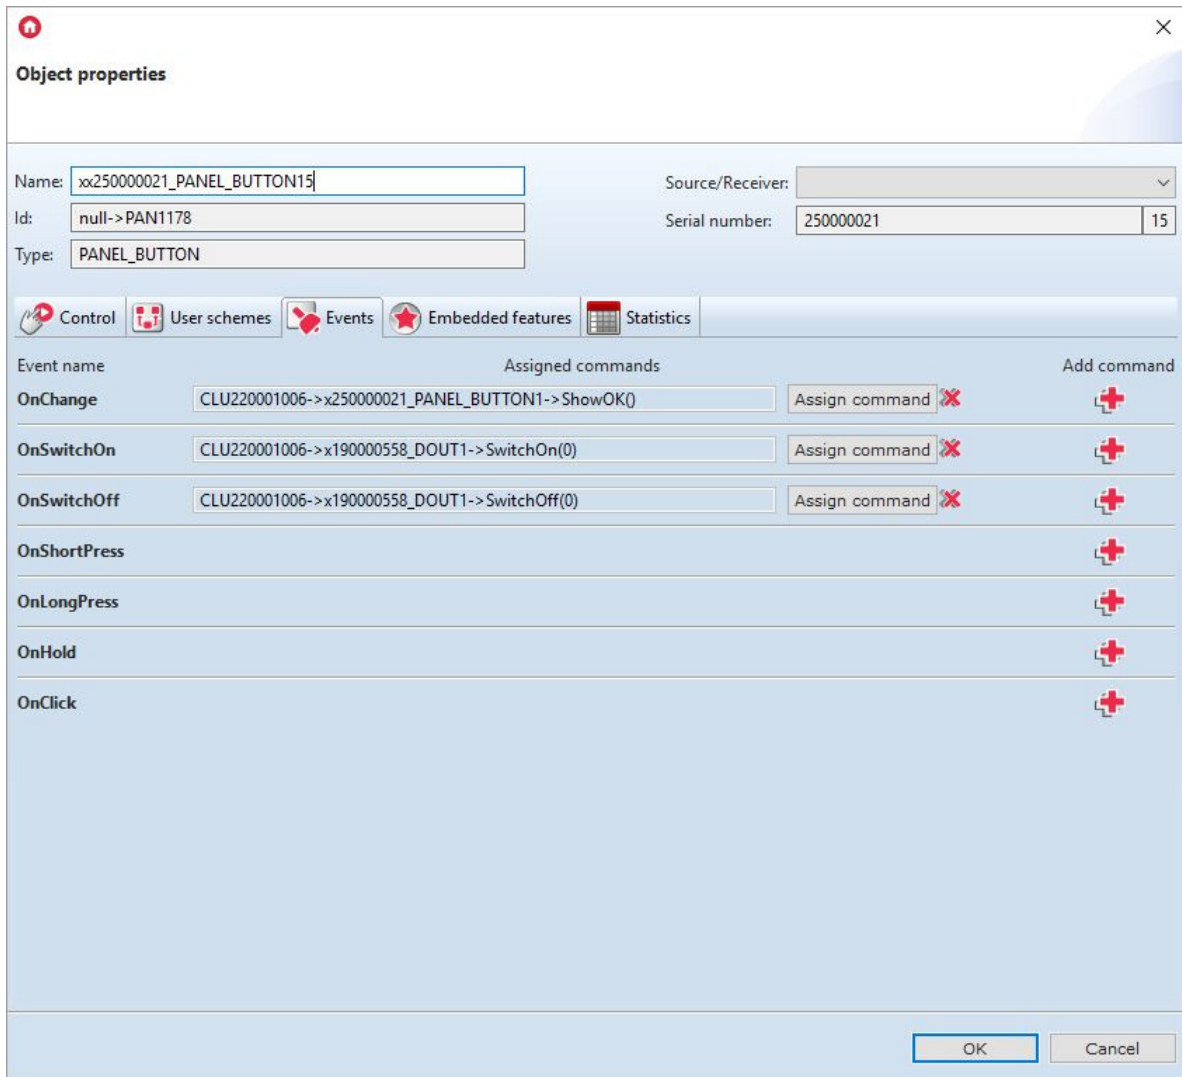 Object properties
Name: xx250000021_PANEL_BUTTON15
Source/Receiver:
Id: null->PAN1178
Serial number: 250000021 15
Type: PANEL_BUTTON
Control User schemes Events Embedded features Statistics
Event name Assigned commands Add command
OnChange CLU220001006->x250000021_PANEL_BUTTON1->ShowOK() Assign command
OnSwitchOn CLU220001006->x190000558_DOUT1->SwitchOn(0) Assign command
OnSwitchOff CLU220001006->x190000558_DOUT1->SwitchOff(0) Assign command
OnShortPress
OnLongPress
OnHold
OnClick
OK Cancel